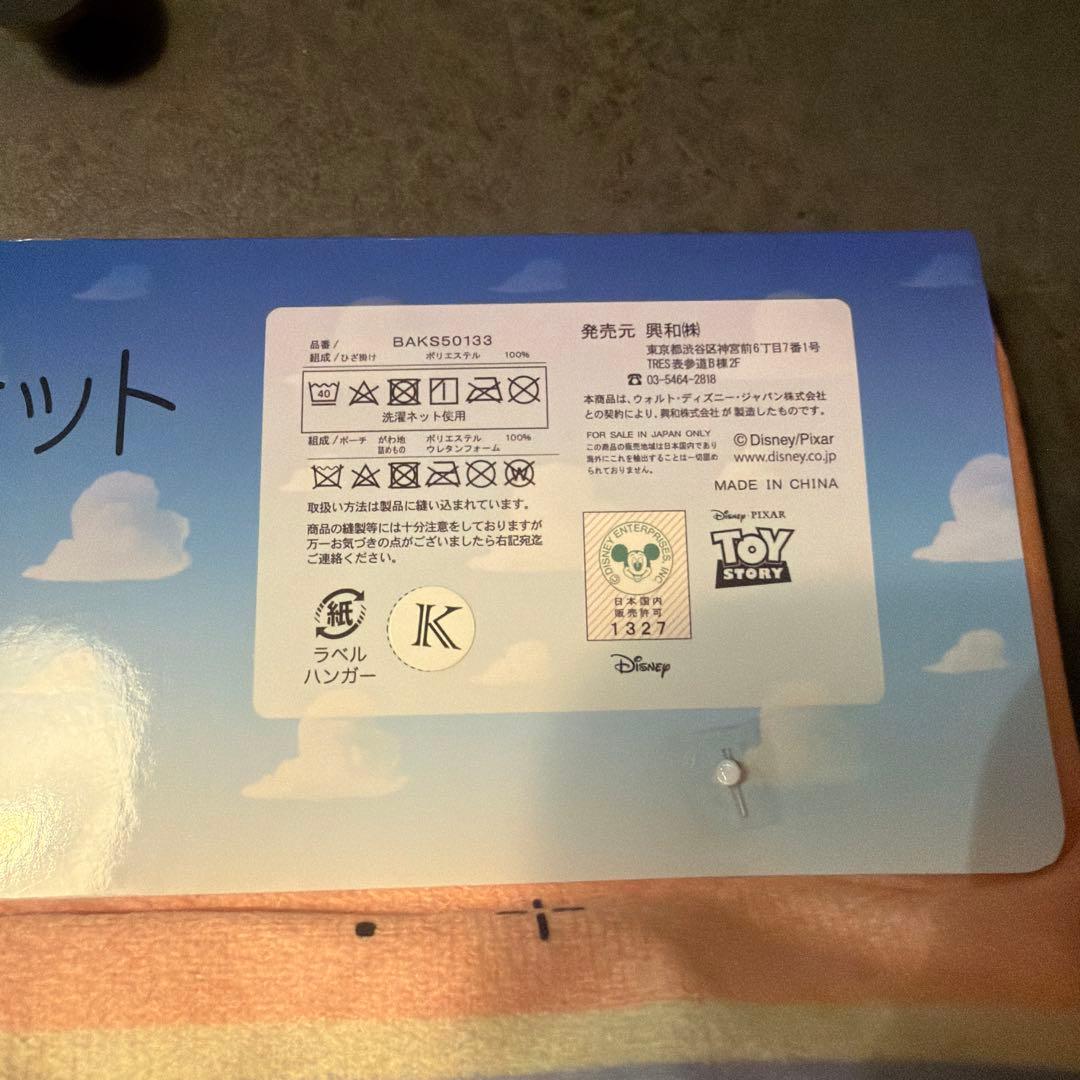 ット
品番/ BAKS50133
組成/ひざ掛け ポリエステル 100%
40
洗濯ネット使用
組成/ポーチ がわ地 ポリエステル 100%
詰めもの ウレタンフォーム
W
取扱い方法は製品に縫い込まれています。
商品の縫製等には十分注意をしておりますが
万一お気づきの点がございましたら右記宛迄
ご連絡ください。
紙
ラベル
ハンガー
K
発売元 興和㈱
東京都渋谷区神宮前6丁目7番1号
TRES表参道B棟2F
☎ 03-5464-2818
本商品は、ウォルト・ディズニー・ジャパン株式会社
との契約により、興和株式会社が製造したものです。
FOR SALE IN JAPAN ONLY
この商品の販売地域は日本国内であり
海外にこれを輸出することは一切認め
られておりません。
©Disney/Pixar
www.disney.co.jp
MADE IN CHINA
©DISNEY ENTERPRISES, INC
日本国内
販売許可
1327
Disney
Disney·PIXAR
TOY
STORY